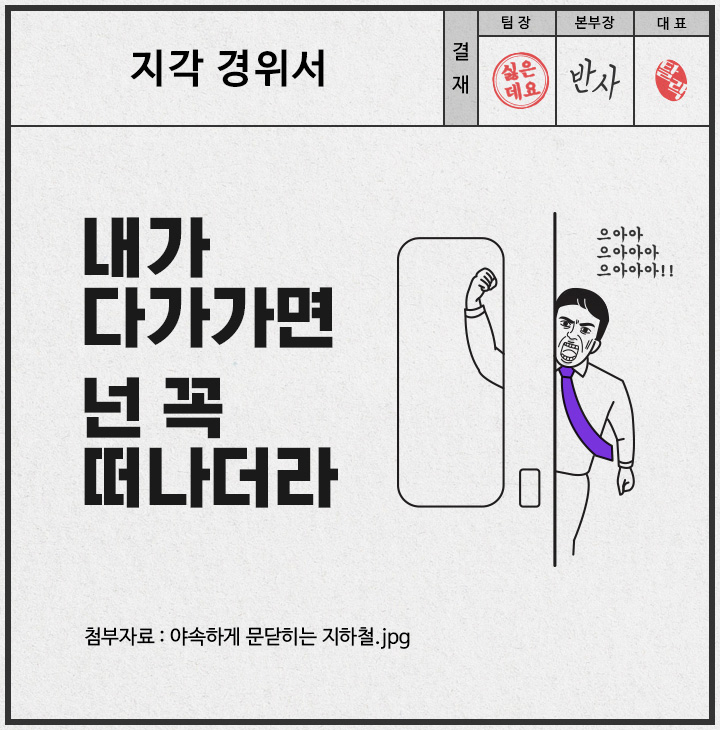 지각 경위서
결
재
팀 장
본부장
대 표
싫은
데요
반사
탈락
내가
다가가면
넌 꼭
떠나더라
으아아
으아아아
으아아아!!
첨부자료 : 야속하게 문닫히는 지하철.jpg